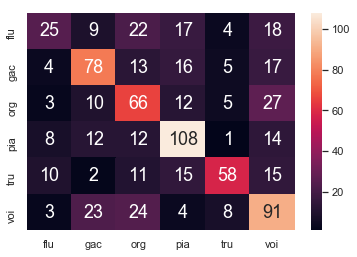 flu 25 9 22 17 4 18
gac 4 78 13 16 5 17
org 3 10 66 12 5 27
pia 8 12 12 108 1 14
tru 10 2 11 15 58 15
voi 3 23 24 4 8 91
flu gac org pia tru voi
100
80
60
40
20